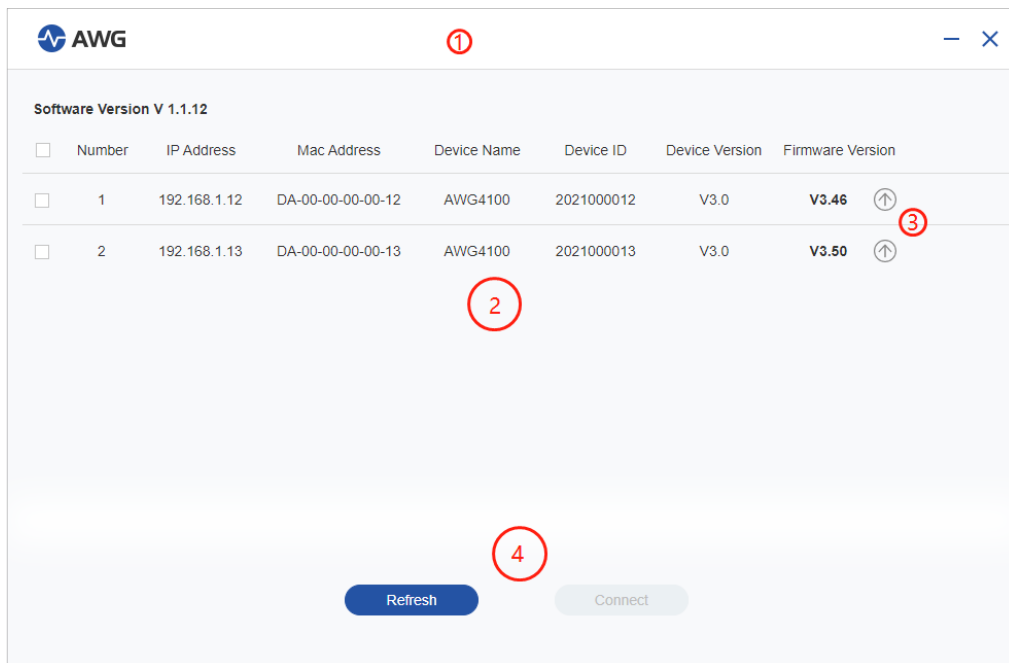 AWG
①
Software Version V 1.1.12
Number IP Address Mac Address Device Name Device ID Device Version Firmware Version
1 192.168.1.12 DA-00-00-00-00-12 AWG4100 2021000012 V3.0 V3.46
③
2 192.168.1.13 DA-00-00-00-00-13 AWG4100 2021000013 V3.0 V3.50
②
④
Refresh Connect